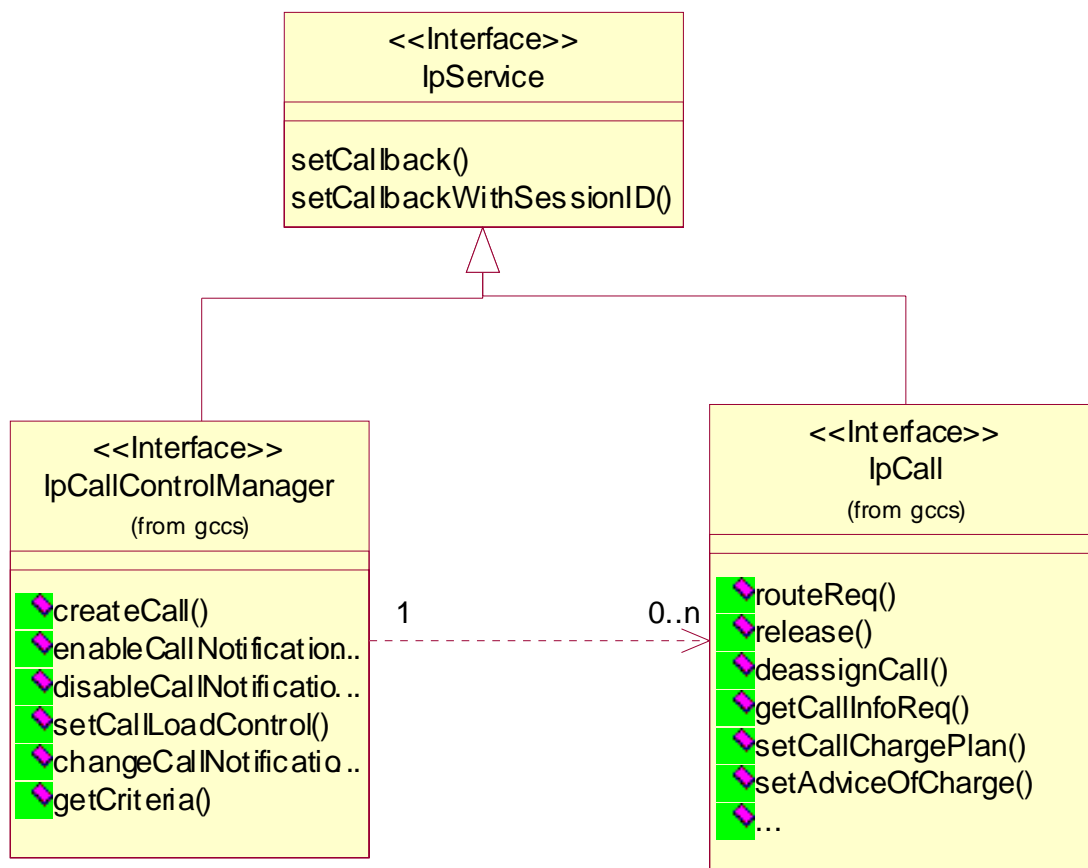 <<Interface>>
IpService
setCallback()
setCallbackWithSessionID()
<<Interface>>
IpCallControlManager
(from gccs)
createCall()
enableCallNotification...
disableCallNotificatio...
setCallLoadControl()
changeCallNotificatio...
getCriteria()
1
0..n
<<Interface>>
IpCall
(from gccs)
routeReq()
release()
deassignCall()
getCallInfoReq()
setCallChargePlan()
setAdviceOfCharge()
...